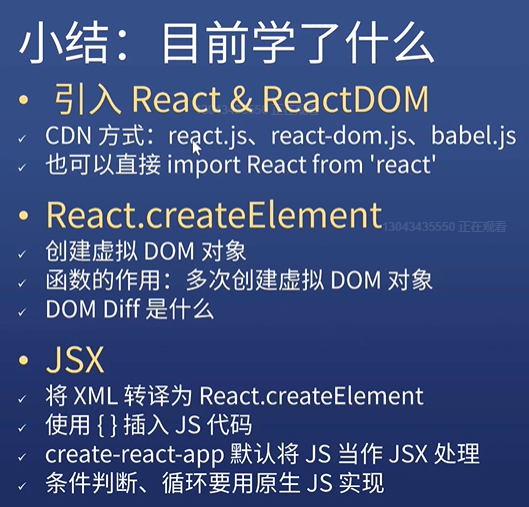 小结：目前学了什么
• 引入 React & ReactDOM
✓ CDN 方式：react.js、react-dom.js、babel.js
✓ 也可以直接 import React from 'react'
• React.createElement
13043435550 正在观看
✓ 创建虚拟 DOM 对象
✓ 函数的作用：多次创建虚拟 DOM 对象
✓ DOM Diff 是什么
• JSX
✓ 将 XML 转译为 React.createElement
✓ 使用 { } 插入 JS 代码
✓ create-react-app 默认将 JS 当作 JSX 处理
✓ 条件判断、循环要用原生 JS 实现